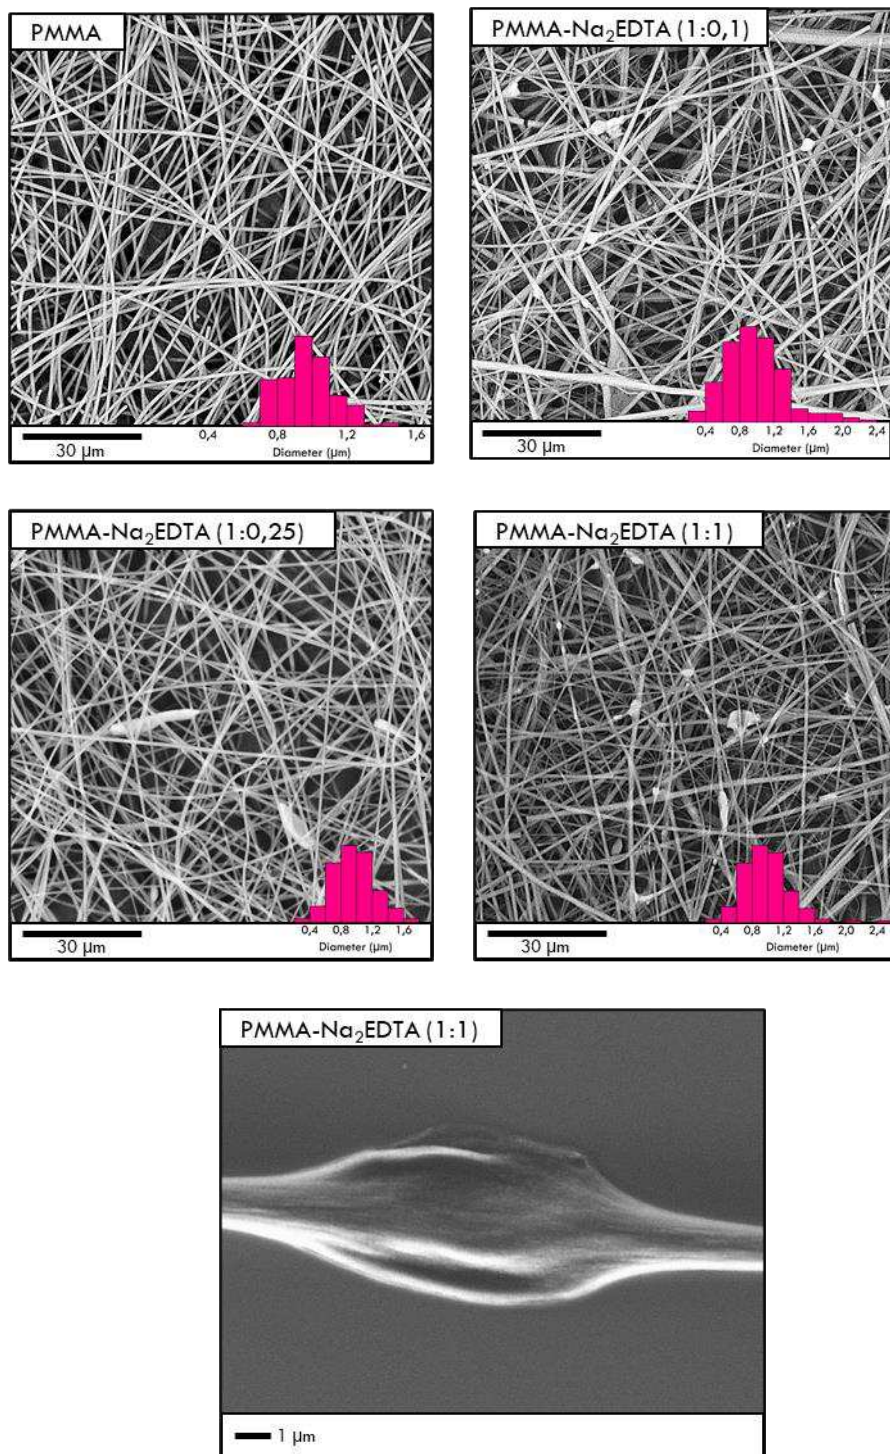 PMMA
0,4 0,8 1,2 1,6
30 µm
Diameter (µm)
PMMA-Na₂EDTA (1:0,1)
0,4 0,8 1,2 1,6 2,0 2,4
30 µm
Diameter (µm)
PMMA-Na₂EDTA (1:0,25)
0,4 0,8 1,2 1,6
30 µm
Diameter (µm)
PMMA-Na₂EDTA (1:1)
0,4 0,8 1,2 1,6 2,0 2,4
30 µm
Diameter (µm)
PMMA-Na₂EDTA (1:1)
1 µm